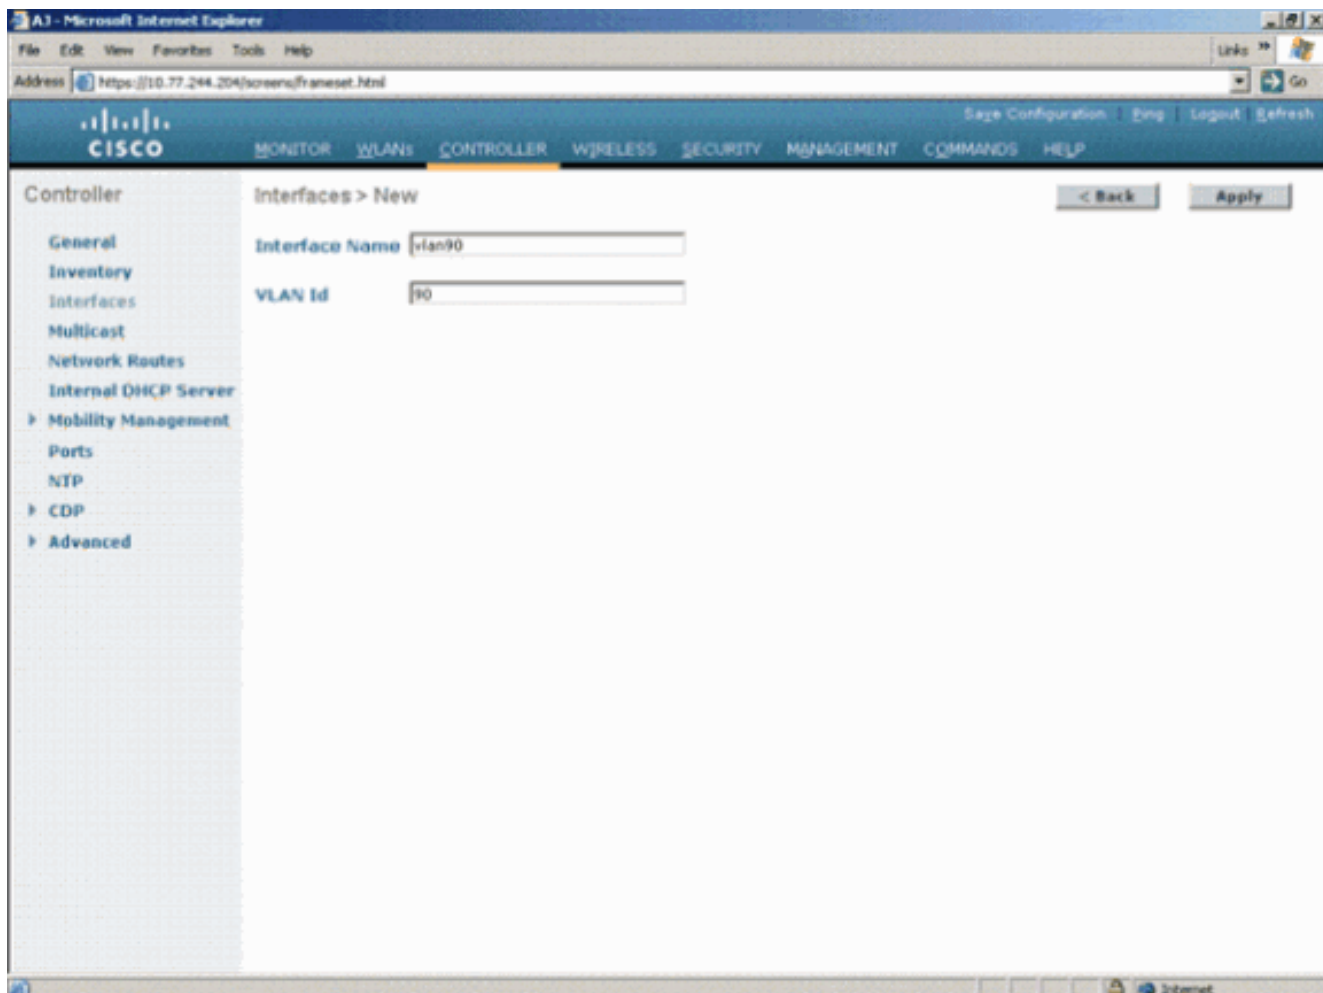 A3 - Microsoft Internet Explorer
File Edit View Favorites Tools Help Links »
Address https://10.77.244.204/screens/frameset.html Go
Save Configuration | Ping | Logout | Refresh
CISCO MONITOR WLANs CONTROLLER WIRELESS SECURITY MANAGEMENT COMMANDS HELP
Controller
Interfaces > New < Back Apply
General
Inventory
Interfaces
Multicast
Network Routes
Internal DHCP Server
Mobility Management
Ports
NTP
CDP
Advanced
Interface Name vlan90
VLAN Id 90
Internet